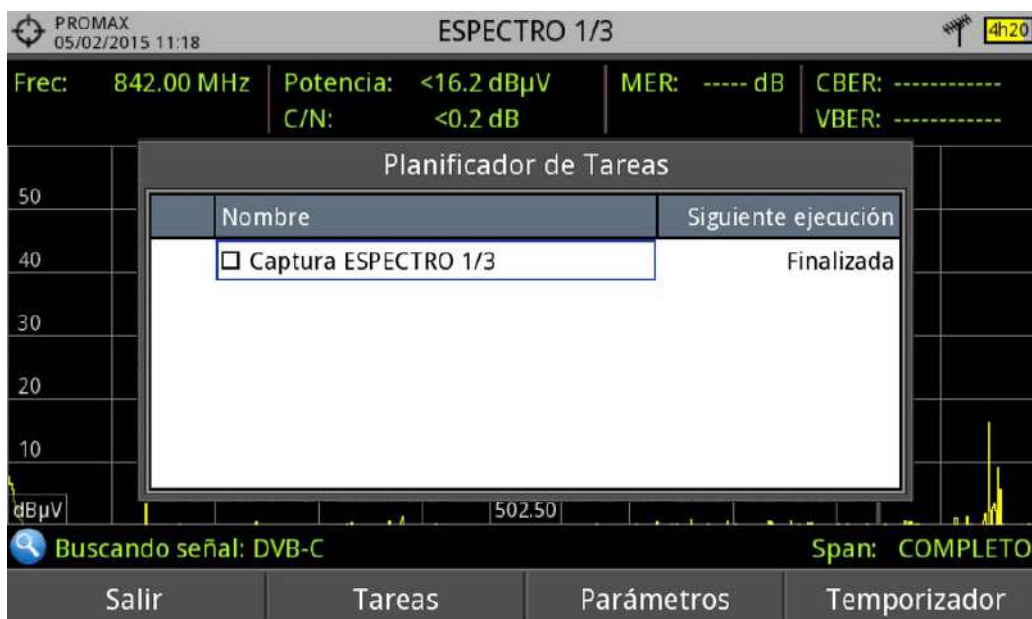 PROMAX
05/02/2015 11:18
ESPECTRO 1/3
4h20
Frec: 842.00 MHz
Potencia: <16.2 dBµV
MER: ----- dB
CBER: ------------
C/N: <0.2 dB
VBER: ------------
Planificador de Tareas
Nombre
Siguiente ejecución
Captura ESPECTRO 1/3
Finalizada
50
40
30
20
10
dBµV
502.50
Buscando señal: DVB-C
Span: COMPLETO
Salir
Tareas
Parámetros
Temporizador